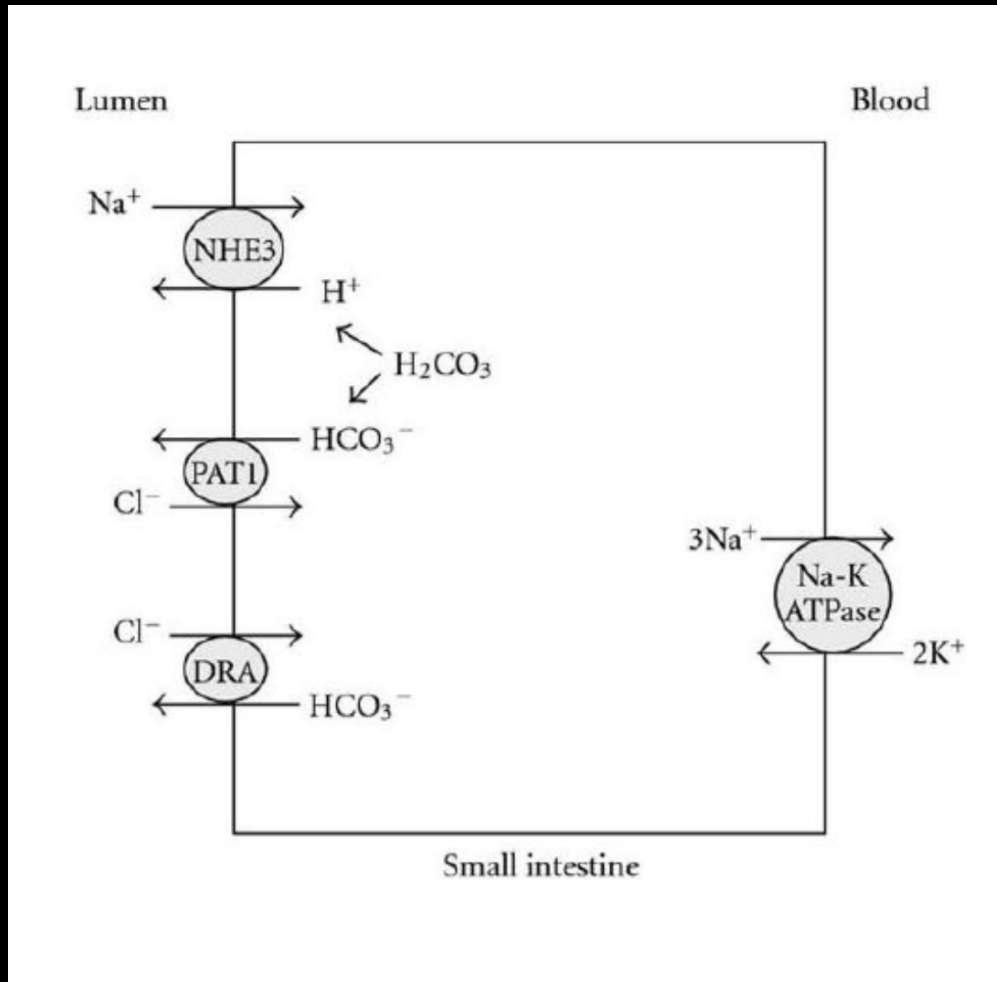 Lumen
Blood
Na⁺
NHE3
H⁺
H₂CO₃
HCO₃⁻
PAT1
Cl⁻
3Na⁺
Na-K
ATPase
Cl⁻
DRA
2K⁺
HCO₃⁻
Small intestine